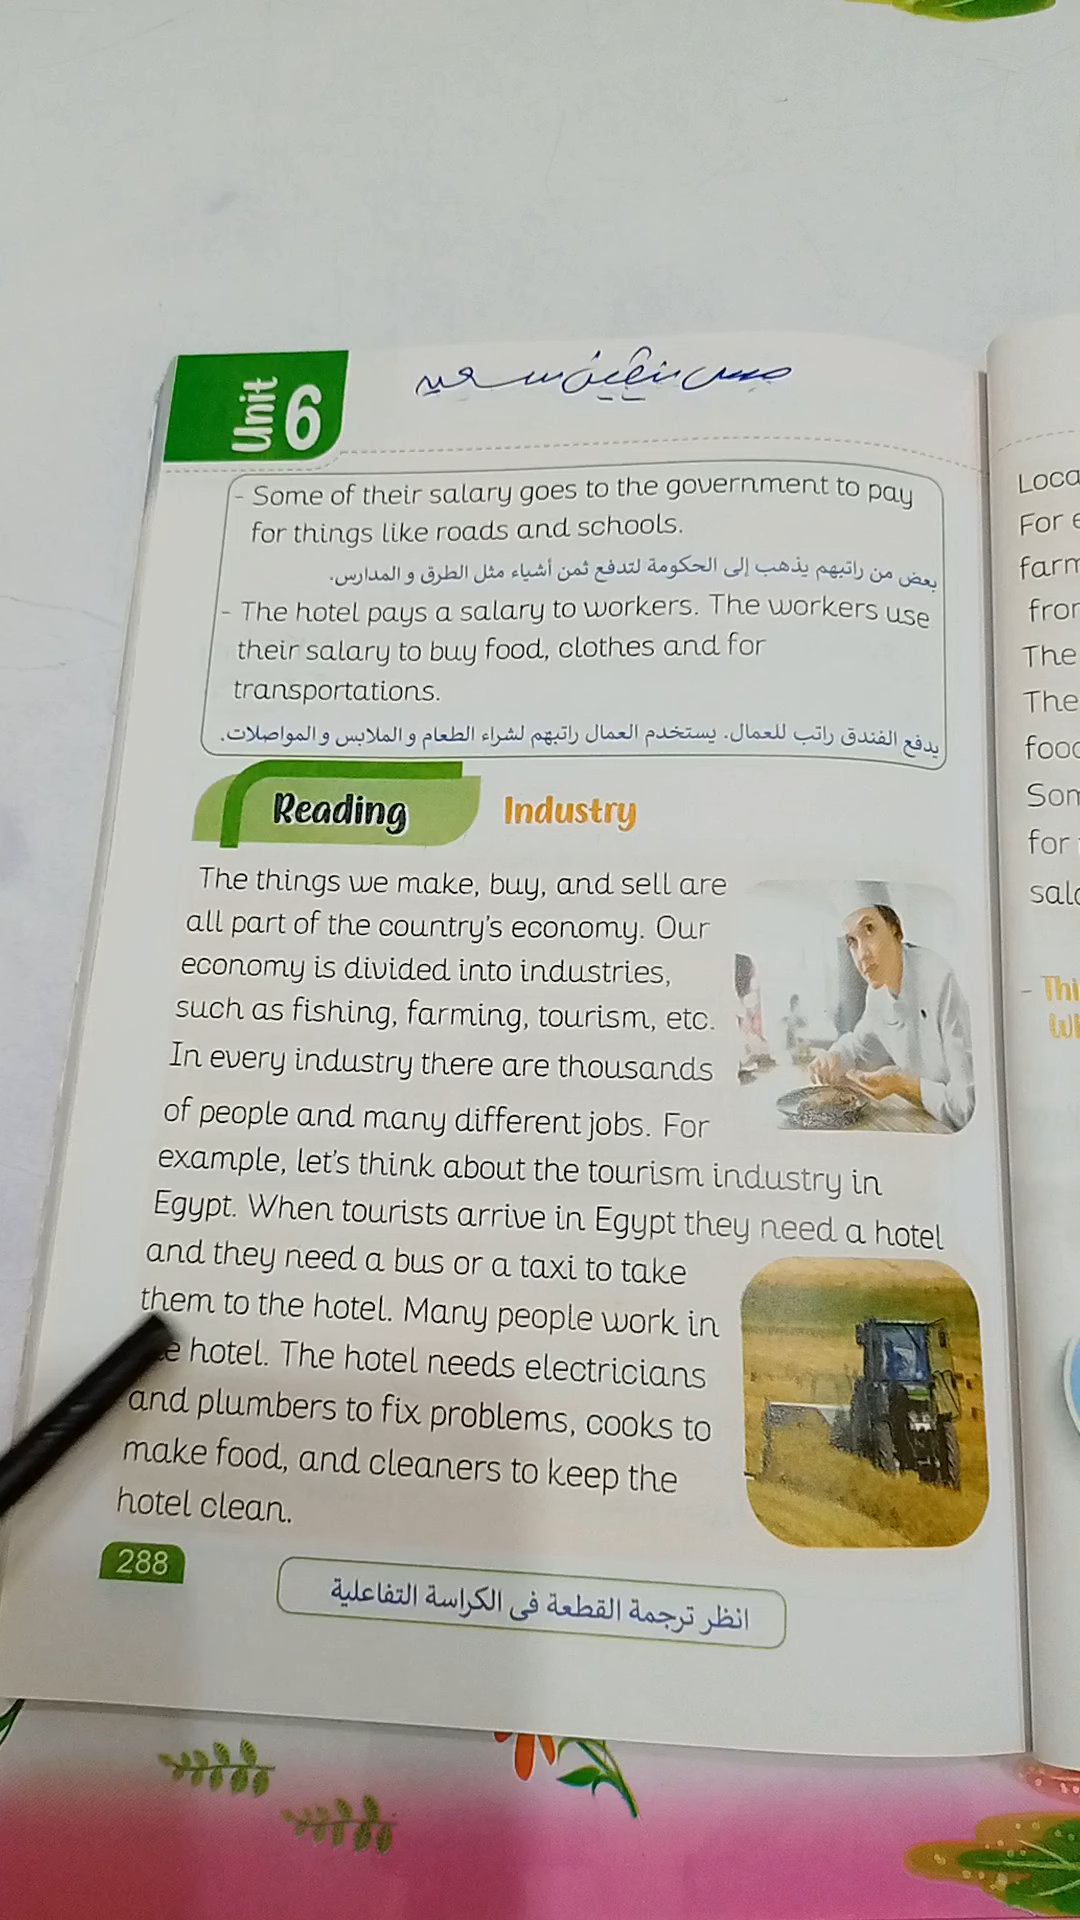 Unit 6
- Some of their salary goes to the government to pay
for things like roads and schools.
بعض من راتبهم يذهب إلى الحكومة لتدفع ثمن أشياء مثل الطرق و المدارس.
- The hotel pays a salary to workers. The workers use
their salary to buy food, clothes and for
transportations.
يدفع الفندق راتب للعمال. يستخدم العمال راتبهم لشراء الطعام و الملابس و المواصلات.
Reading Industry
The things we make, buy, and sell are
all part of the country's economy. Our
economy is divided into industries,
such as fishing, farming, tourism, etc.
In every industry there are thousands
of people and many different jobs. For
example, let's think about the tourism industry in
Egypt. When tourists arrive in Egypt they need a hotel
and they need a bus or a taxi to take
them to the hotel. Many people work in
hotel. The hotel needs electricians
and plumbers to fix problems, cooks to
make food, and cleaners to keep the
hotel clean.
288
انظر ترجمة القطعة فى الكراسة التفاعلية
For
The
The
for